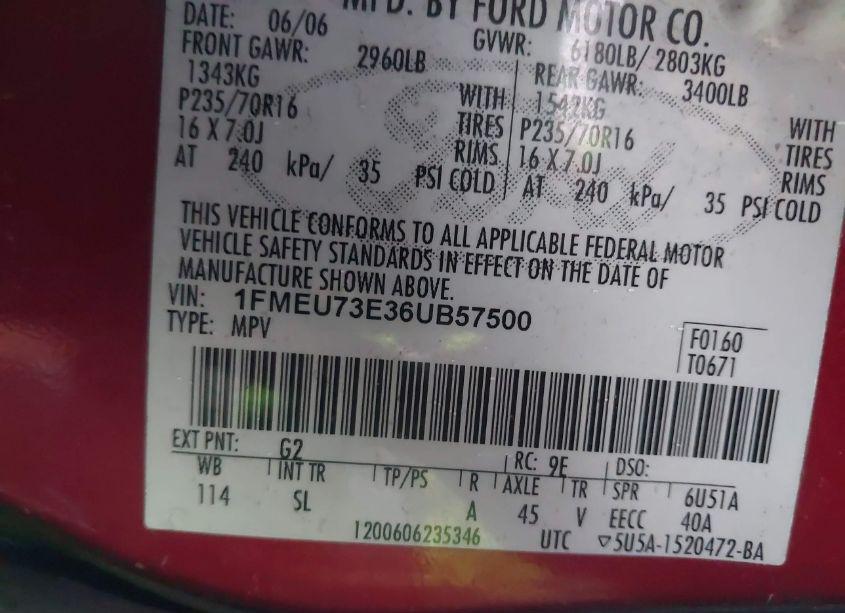 MFD. BY FORD MOTOR CO.
DATE: 06/06 GVWR: 6180LB/ 2803KG
FRONT GAWR: 2960LB REAR GAWR: 3400LB
1343KG WITH 1542KG WITH
P235/70R16 TIRES P235/70R16 TIRES
16 X 7.0J RIMS 16 X 7.0J RIMS
AT 240 kPa/ 35 PSI COLD AT 240 kPa/ 35 PSI COLD
THIS VEHICLE CONFORMS TO ALL APPLICABLE FEDERAL MOTOR
VEHICLE SAFETY STANDARDS IN EFFECT ON THE DATE OF
MANUFACTURE SHOWN ABOVE.
VIN: 1FMEU73E36UB57500
TYPE: MPV
F0160
T0671
EXT PNT: G2 RC: 9E DSO:
WB INT TR TP/PS R AXLE TR SPR 6U51A
114 SL A 45 V EECC 40A
1200606235346 UTC ▽5U5A-1520472-BA